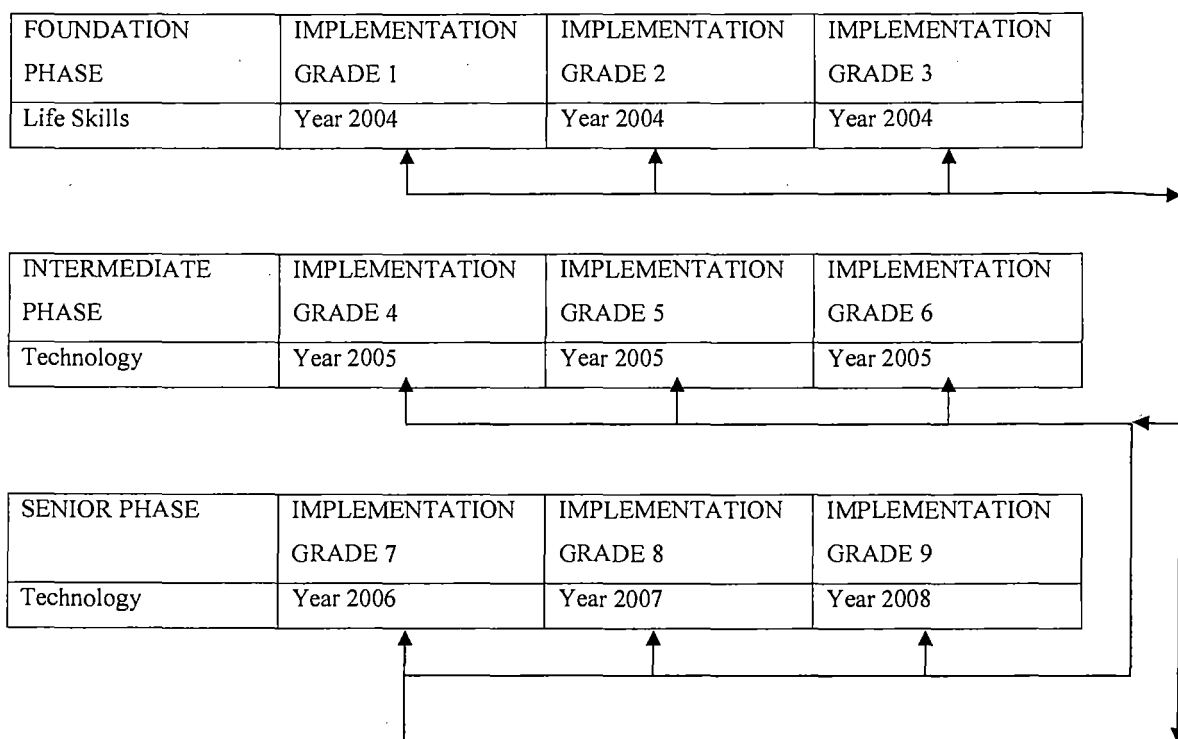 FOUNDATION IMPLEMENTATION IMPLEMENTATION IMPLEMENTATION
PHASE GRADE 1 GRADE 2 GRADE 3
Life Skills Year 2004 Year 2004 Year 2004
INTERMEDIATE IMPLEMENTATION IMPLEMENTATION IMPLEMENTATION
PHASE GRADE 4 GRADE 5 GRADE 6
Technology Year 2005 Year 2005 Year 2005
SENIOR PHASE IMPLEMENTATION IMPLEMENTATION IMPLEMENTATION
GRADE 7 GRADE 8 GRADE 9
Technology Year 2006 Year 2007 Year 2008